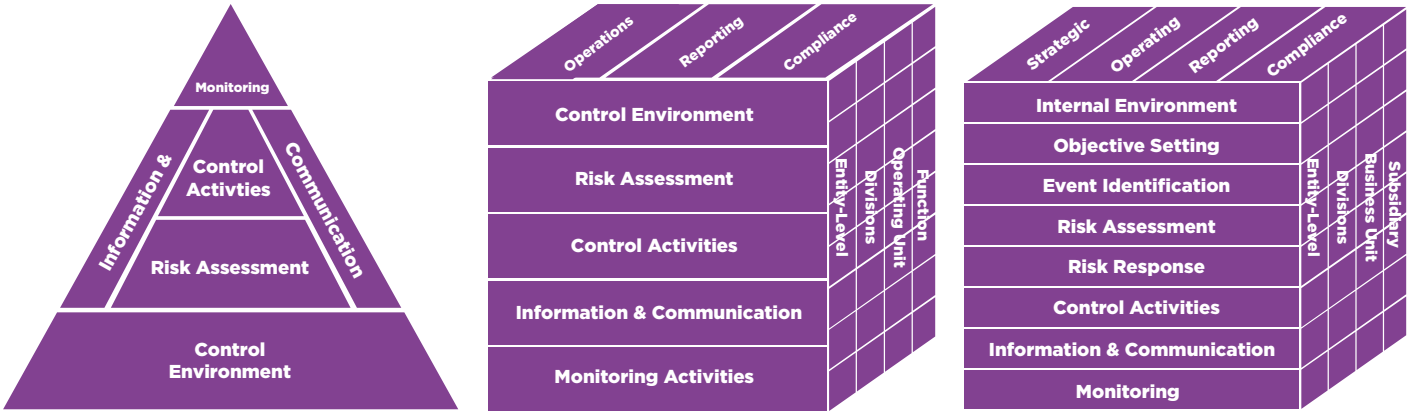 Monitoring
Information &
Communication
Control
Activties
Risk Assessment
Control
Environment
Operations
Reporting
Compliance
Control Environment
Risk Assessment
Control Activities
Information & Communication
Monitoring Activities
Entity-Level
Divisions
Operating Unit
Function
Strategic
Operating
Reporting
Compliance
Internal Environment
Objective Setting
Event Identification
Risk Assessment
Risk Response
Control Activities
Information & Communication
Monitoring
Entity-Level
Divisions
Business Unit
Subsidiary